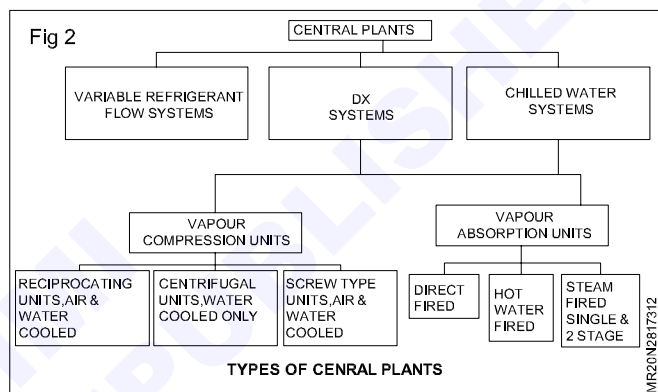 Fig 2
CENTRAL PLANTS
VARIABLE REFRIGERANT
FLOW SYSTEMS
DX
SYSTEMS
CHILLED WATER
SYSTEMS
VAPOUR
COMPRESSION UNITS
VAPOUR
ABSORPTION UNITS
RECIPROCATING
UNITS,AIR &
WATER
COOLED
CENTRIFUGAL
UNITS,WATER
COOLED ONLY
SCREW TYPE
UNITS,AIR &
WATER
COOLED
DIRECT
FIRED
HOT
WATER
FIRED
STEAM
FIRED
SINGLE &
2 STAGE
TYPES OF CENRAL PLANTS
MR20N2817312